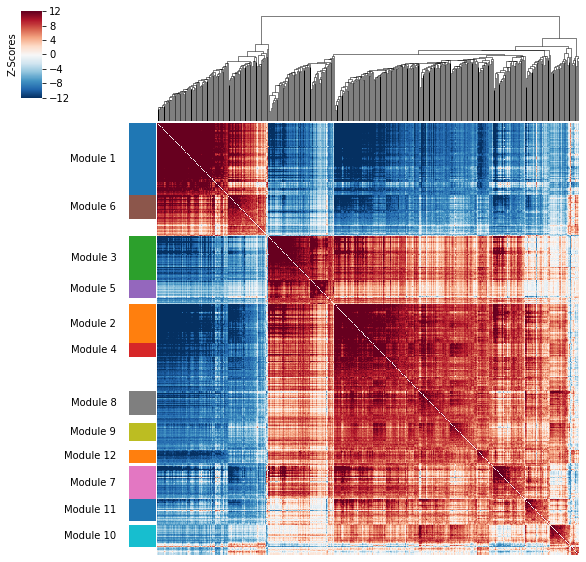 Z-Scores
12
8
4
0
−4
−8
−12
Module 1
Module 6
Module 3
Module 5
Module 2
Module 4
Module 8
Module 9
Module 12
Module 7
Module 11
Module 10